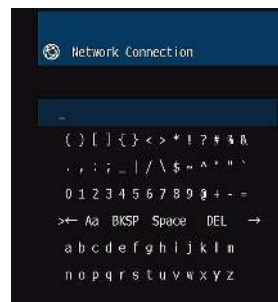 Network Connection
_
( ) [ ] { } < > * ! ? # % &
. , : ; _ | / \ $ ~ ^ ' " `
0 1 2 3 4 5 6 7 8 9 @ + - =
>← Aa BKSP Space DEL →
a b c d e f g h i j k l m
n o p q r s t u v w x y z